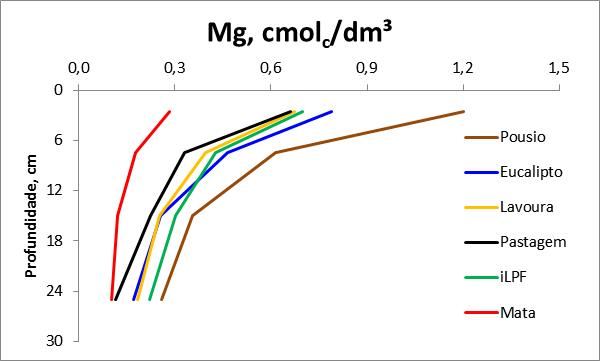 Mg, cmolc/dm³
0,0 0,3 0,6 0,9 1,2 1,5
0
6
12
18
24
30
Profundidade, cm
Pousio
Eucalipto
Lavoura
Pastagem
iLPF
Mata